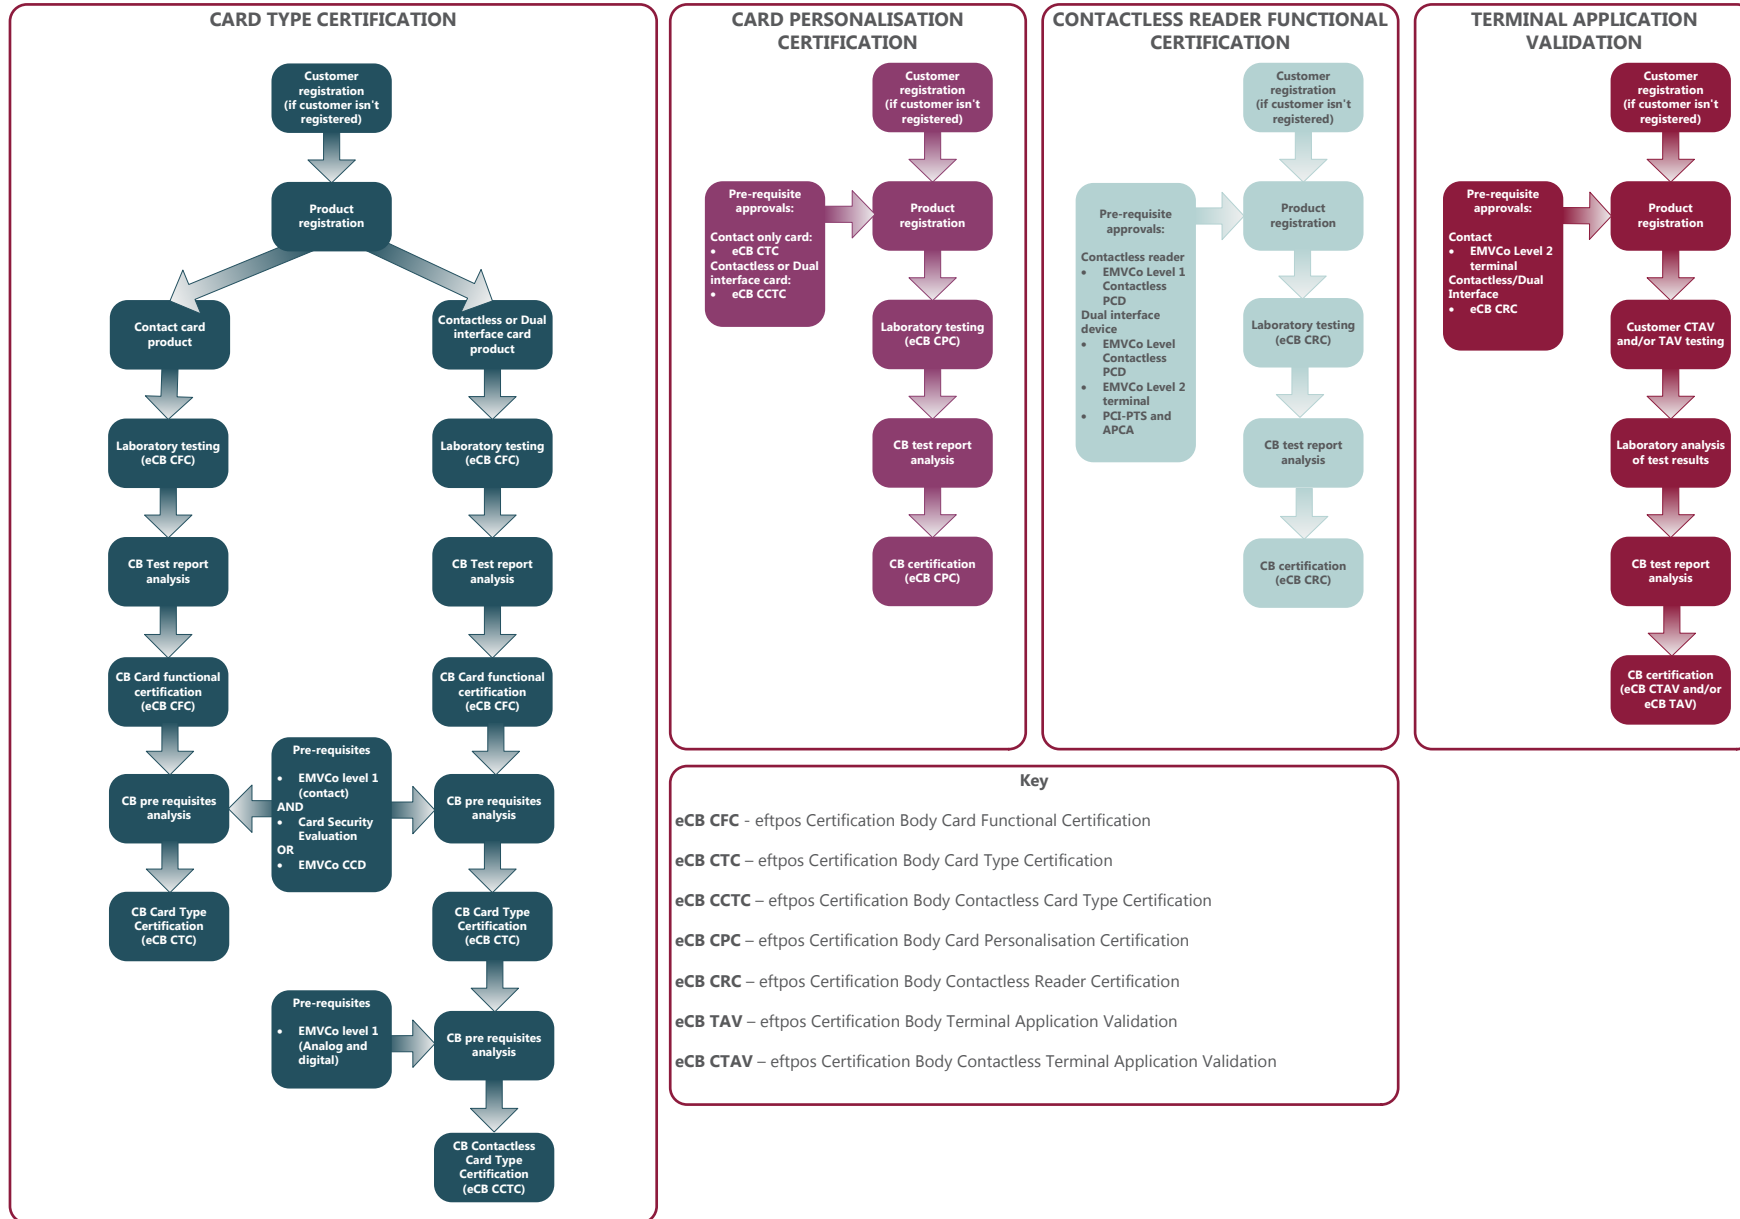 CARD TYPE CERTIFICATION
Customer
registration
(if customer isn't
registered)
Product
registration
Contact card
product
Contactless or Dual
interface card
product
Laboratory testing
(eCB CFC)
Laboratory testing
(eCB CFC)
CB Test report
analysis
CB Test report
analysis
CB Card functional
certification
(eCB CFC)
CB Card functional
certification
(eCB CFC)
Pre-requisites
• EMVCo level 1
(contact)
AND
• Card Security
Evaluation
OR
• EMVCo CCD
CB pre requisites
analysis
CB pre requisites
analysis
CB Card Type
Certification
(eCB CTC)
CB Card Type
Certification
(eCB CTC)
Pre-requisites
• EMVCo level 1
(Analog and
digital)
CB pre requisites
analysis
CB Contactless
Card Type
Certification
(eCB CCTC)
CARD PERSONALISATION
CERTIFICATION
Customer
registration
(if customer isn't
registered)
Pre-requisite
approvals:
Contact only card:
• eCB CTC
Contactless or Dual
interface card:
• eCB CCTC
Product
registration
Laboratory testing
(eCB CPC)
CB test report
analysis
CB certification
(eCB CPC)
CONTACTLESS READER FUNCTIONAL
CERTIFICATION
Customer
registration
(if customer isn't
registered)
Pre-requisite
approvals:
Contactless reader
• EMVCo Level 1
Contactless
PCD
Dual interface
device
• EMVCo Level
Contactless
PCD
• EMVCo Level 2
terminal
• PCI-PTS and
APCA
Product
registration
Laboratory testing
(eCB CRC)
CB test report
analysis
CB certification
(eCB CRC)
TERMINAL APPLICATION
VALIDATION
Customer
registration
(if customer isn't
registered)
Pre-requisite
approvals:
Contact
• EMVCo Level 2
terminal
Contactless/Dual
Interface
• eCB CRC
Product
registration
Customer CTAV
and/or TAV testing
Laboratory analysis
of test results
CB test report
analysis
CB certification
(eCB CTAV and/or
eCB TAV)
Key
eCB CFC - eftpos Certification Body Card Functional Certification
eCB CTC – eftpos Certification Body Card Type Certification
eCB CCTC – eftpos Certification Body Contactless Card Type Certification
eCB CPC – eftpos Certification Body Card Personalisation Certification
eCB CRC – eftpos Certification Body Contactless Reader Certification
eCB TAV – eftpos Certification Body Terminal Application Validation
eCB CTAV – eftpos Certification Body Contactless Terminal Application Validation